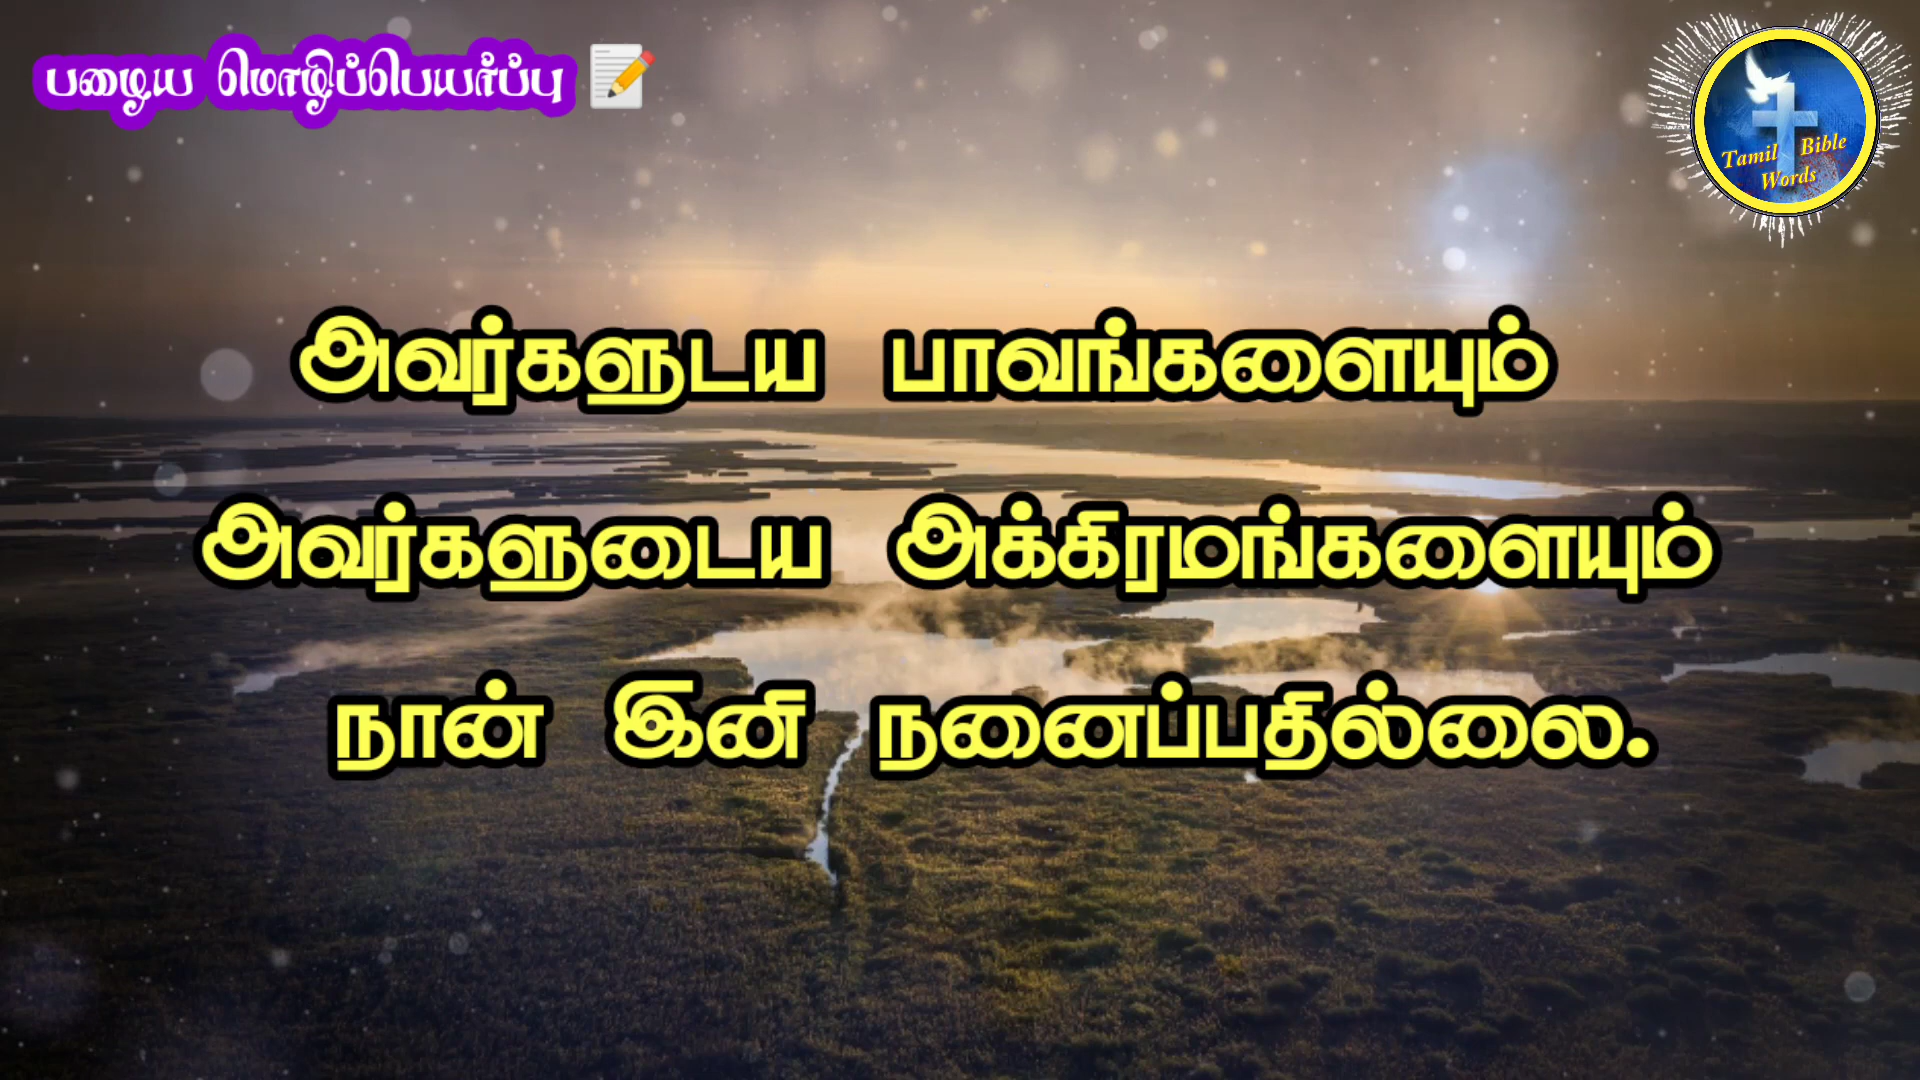 பழைய மொழிப்பெயர்ப்பு
Tamil Bible
Words
அவர்களுடய பாவங்களையும்
அவர்களுடைய அக்கிரமங்களையும்
நான் இனி நனைப்பதில்லை.